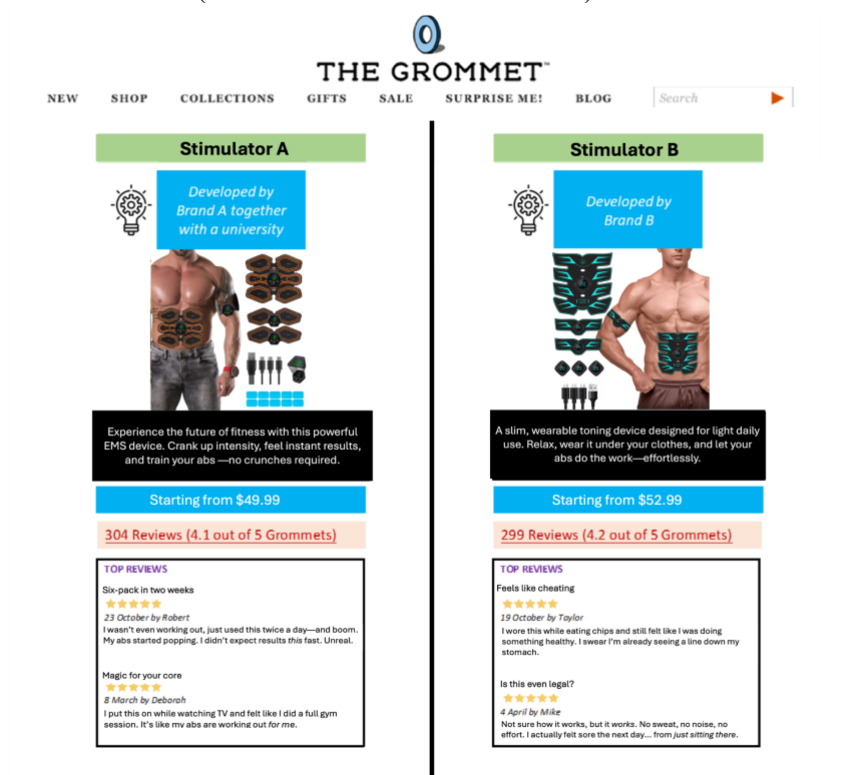 THE GROMMET™
NEW SHOP COLLECTIONS GIFTS SALE SURPRISE ME! BLOG Search
Stimulator A
Developed by
Brand A together
with a university
Experience the future of fitness with this powerful
EMS device. Crank up intensity, feel instant results,
and train your abs —no crunches required.
Starting from $49.99
304 Reviews (4.1 out of 5 Grommets)
TOP REVIEWS
Six-pack in two weeks
23 October by Robert
I wasn't even working out, just used this twice a day—and boom.
My abs started popping. I didn't expect results this fast. Unreal.
Magic for your core
8 March by Deborah
I put this on while watching TV and felt like I did a full gym
session. It's like my abs are working out for me.
Stimulator B
Developed by
Brand B
A slim, wearable toning device designed for light daily
use. Relax, wear it under your clothes, and let your
abs do the work—effortlessly.
Starting from $52.99
299 Reviews (4.2 out of 5 Grommets)
TOP REVIEWS
Feels like cheating
19 October by Taylor
I wore this while eating chips and still felt like I was doing
something healthy. I swear I'm already seeing a line down my
stomach.
Is this even legal?
4 April by Mike
Not sure how it works, but it works. No sweat, no noise, no
effort. I actually felt sore the next day... from just sitting there.